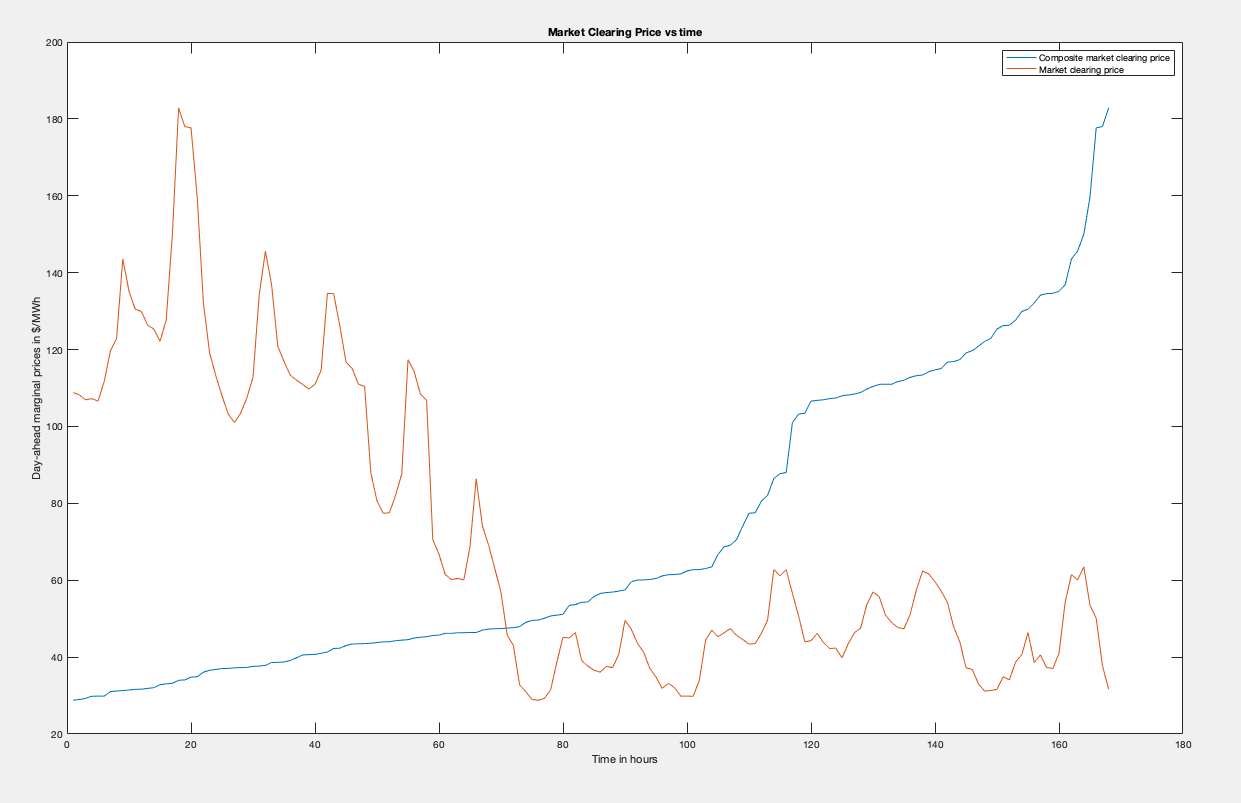 Market Clearing Price vs time
Composite market clearing price
Market clearing price
Day-ahead marginal prices in $/MWh
200
180
160
140
120
100
80
60
40
20
0 20 40 60 80 100 120 140 160 180
Time in hours